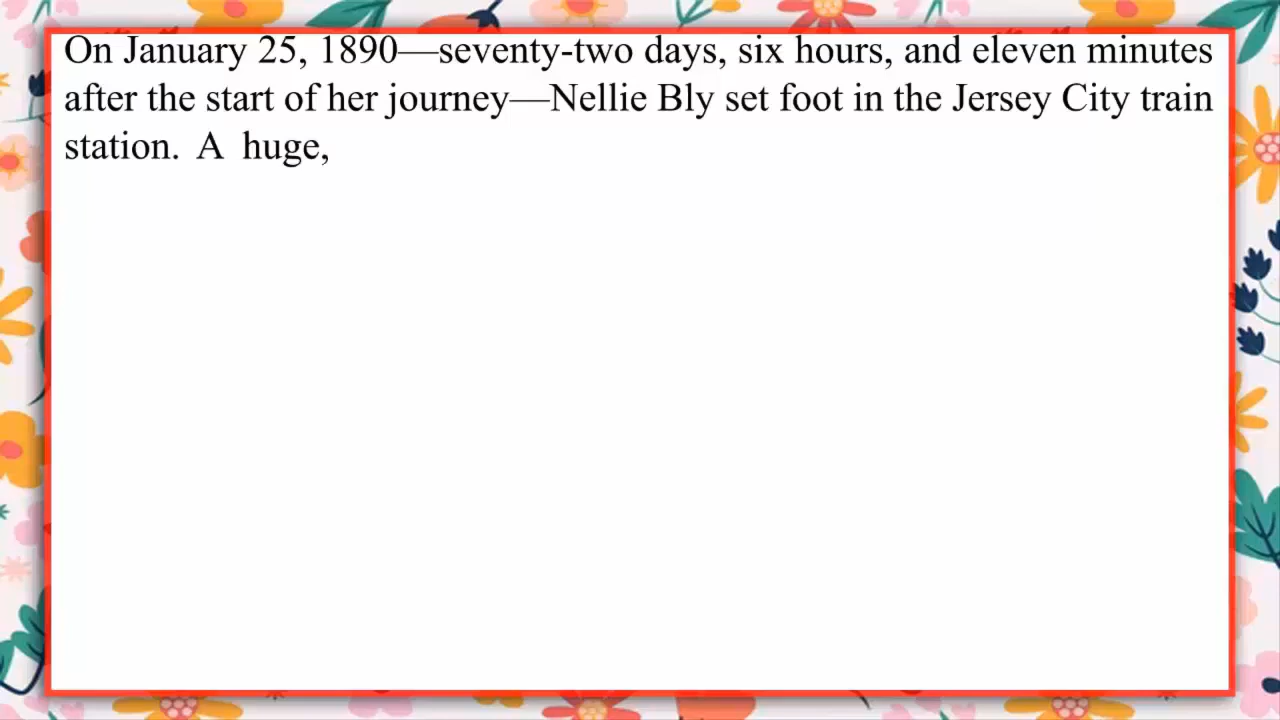 On January 25, 1890—seventy-two days, six hours, and eleven minutes
after the start of her journey—Nellie Bly set foot in the Jersey City train
station. A huge,